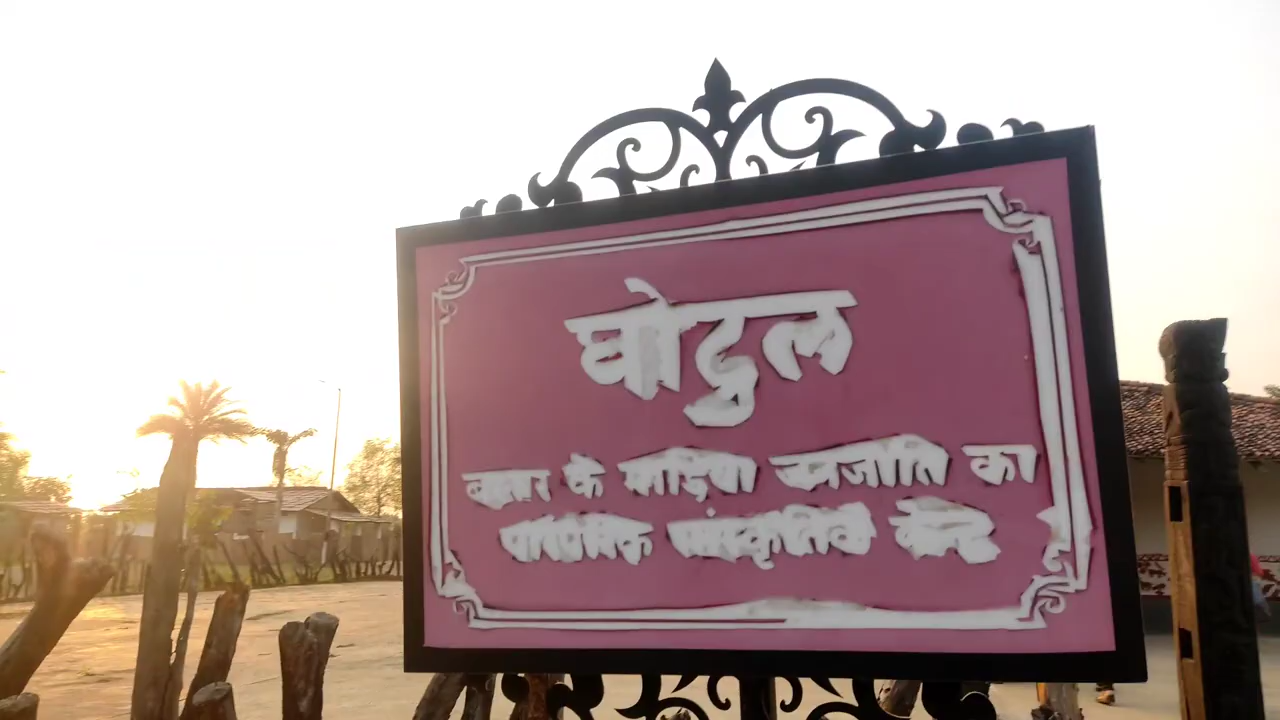 घोटुल
बस्तर के माड़िया जनजाति का
पारंपरिक सांस्कृतिक केन्द्र